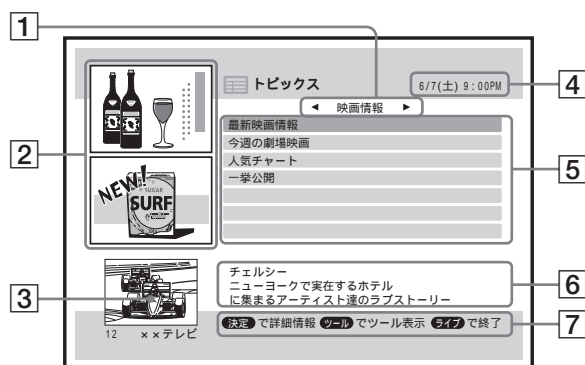 1
トピックス
6/7(土) 9:00PM
4
◀ 映画情報 ▶
最新映画情報
今週の劇場映画
人気チャート
一挙公開
2
5
NEW!
SUGAR
SURF
チェルシー
ニューヨークで実在するホテル
に集まるアーティスト達のラブストーリー
3
6
12 ××テレビ
決定 で詳細情報 ツール でツール表示 ライブ で終了
7